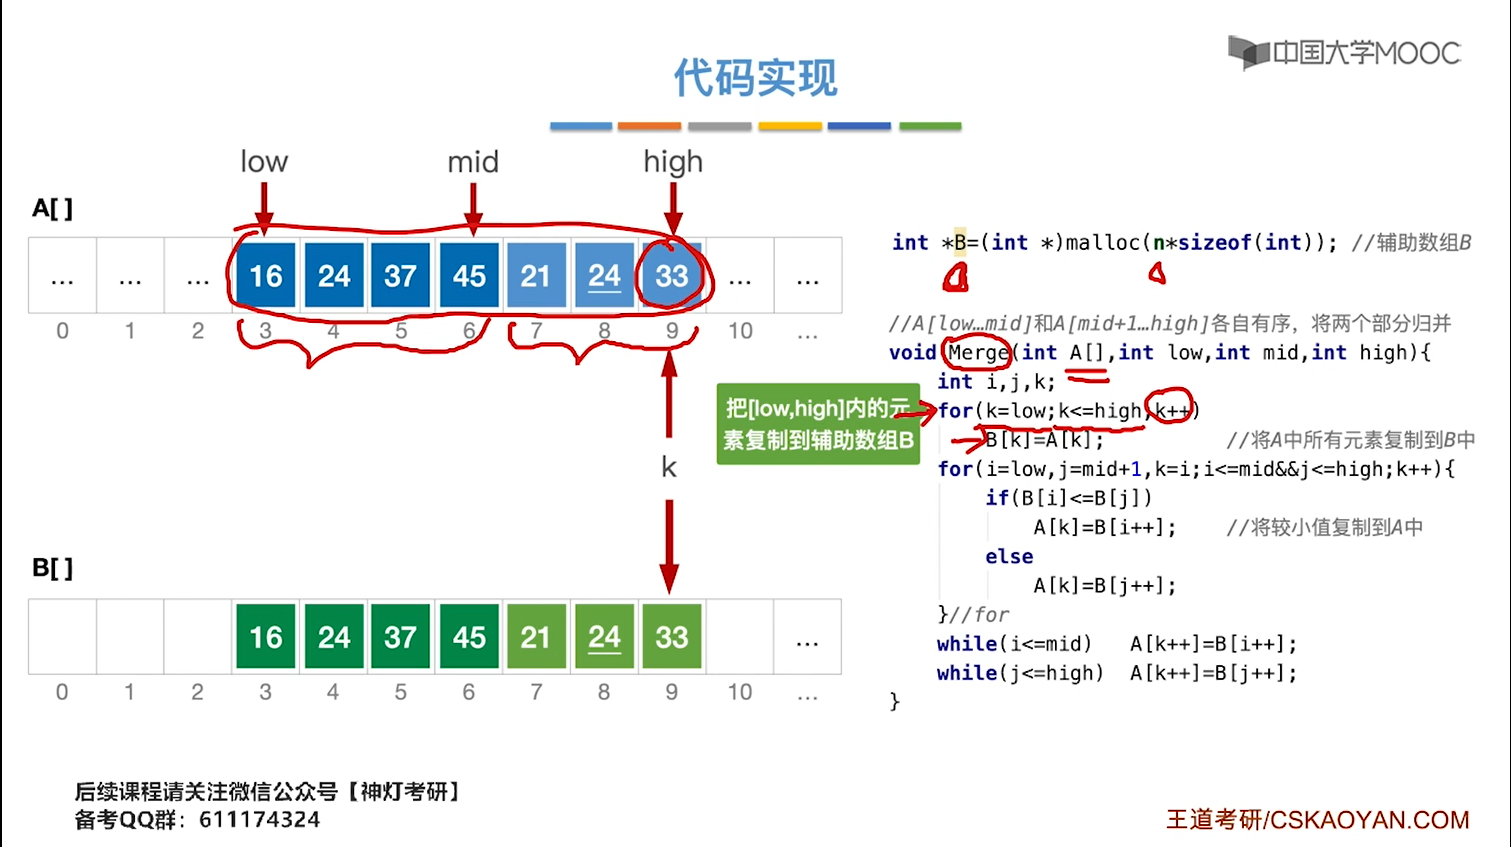 中国大学MOOC
代码实现
low mid high
A[ ]
... ... ... 16 24 37 45 21 24 33 ... ...
0 1 2 3 4 5 6 7 8 9 10 ...
int *B=(int *)malloc(n*sizeof(int)); //辅助数组B
//A[low…mid]和A[mid+1…high]各自有序，将两个部分归并
void Merge(int A[],int low,int mid,int high){
int i,j,k;
for(k=low;k<=high;k++)
B[k]=A[k]; //将A中所有元素复制到B中
for(i=low,j=mid+1,k=i;i<=mid&&j<=high;k++){
if(B[i]<=B[j])
A[k]=B[i++]; //将较小值复制到A中
else
A[k]=B[j++];
}//for
while(i<=mid) A[k++]=B[i++];
while(j<=high) A[k++]=B[j++];
}
把[low,high]内的元
素复制到辅助数组B
k
B[ ]
16 24 37 45 21 24 33 ...
0 1 2 3 4 5 6 7 8 9 10 ...
后续课程请关注微信公众号【神灯考研】
备考QQ群：611174324
王道考研/CSKAOYAN.COM